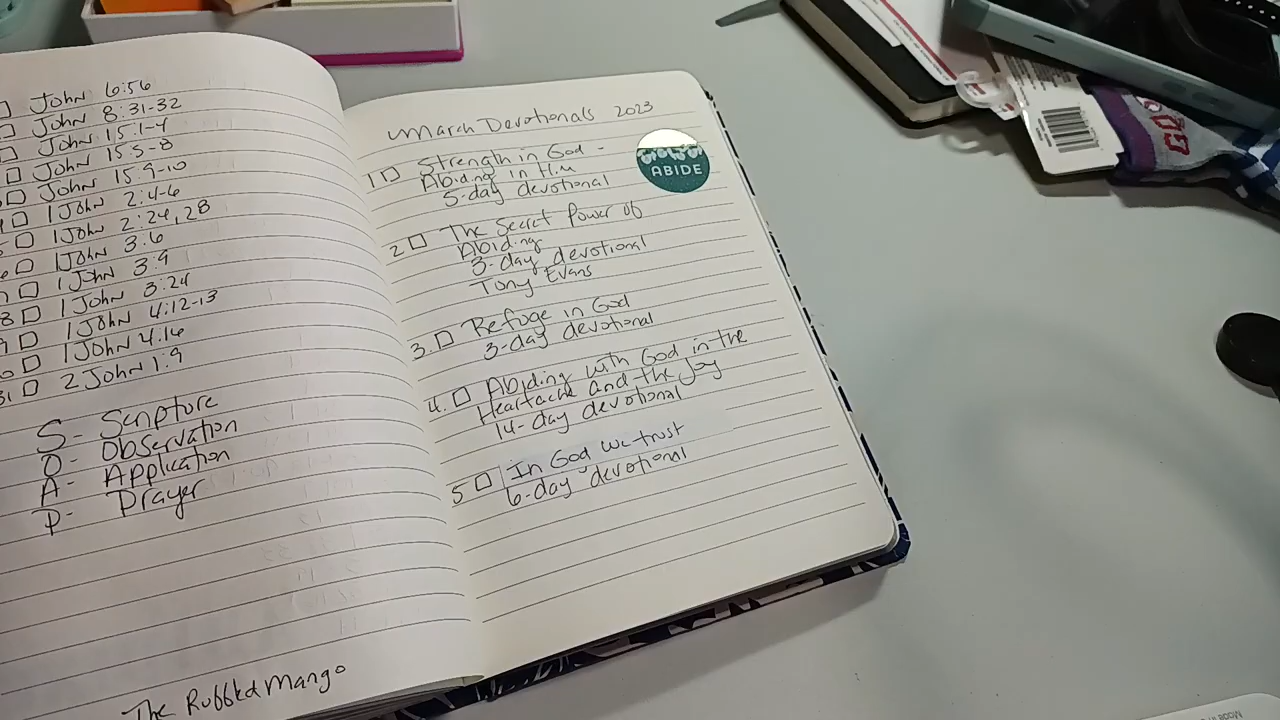 John 6:56
John 8:31-32
John 15:1-4
John 15 5-8
John 15 9-10
1 John 2:4-6
1 John 2:24,28
1 John 3:6
1 John 3:9
8 1 John 3:24
9 1 John 4:12-13
1 John 4:16
31 2 John 1:9
S- Scripture
O- Observation
A- Application
P- Prayer
The Ruffled Mango
March Devotionals 2023
1 Strength in God -
Abiding in Him
5-day devotional
2 The Secret Power of
Abiding
3-day devotional
Tony Evans
3. Refuge in God
3-day devotional
4. Abiding with God in the
Heartache and the Joy
14-day devotional
5 In God we trust
6-day devotional
ABIDE